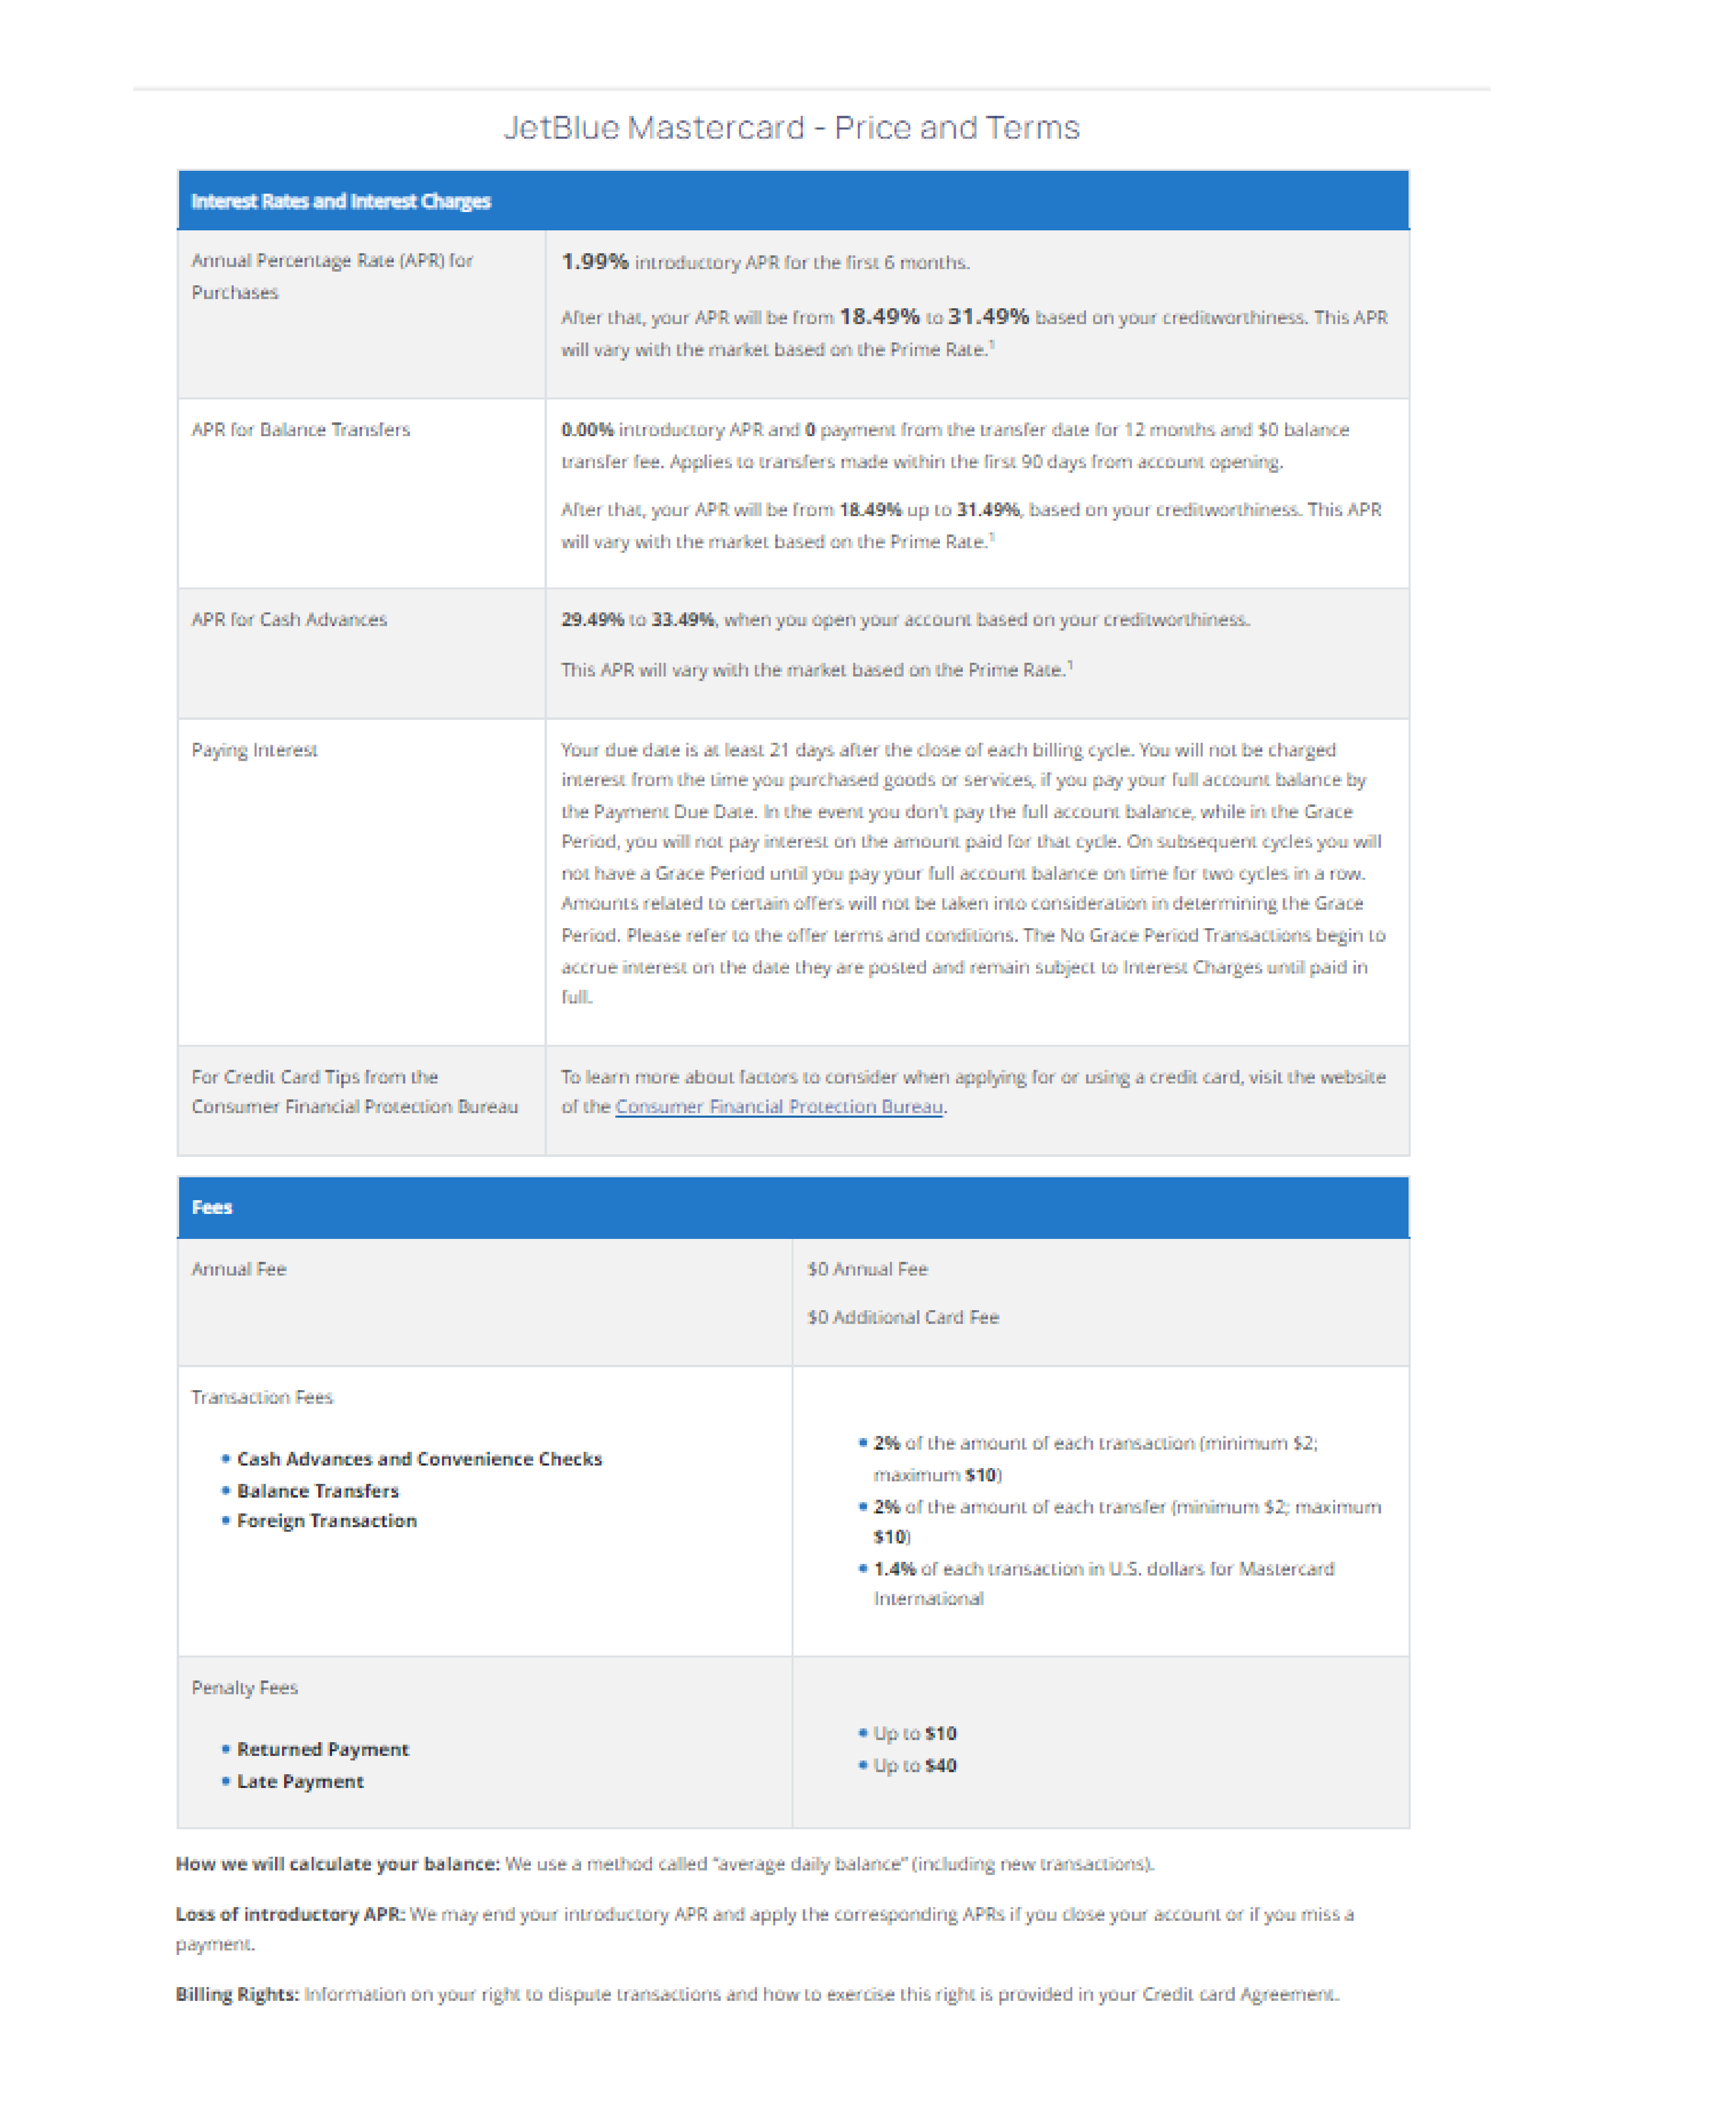 JetBlue Mastercard - Price and Terms
Interest Rates and Interest Charges
Annual Percentage Rate (APR) for
Purchases
1.99% introductory APR for the first 6 months.
After that, your APR will be from 18.49% to 31.49% based on your creditworthiness. This APR
will vary with the market based on the Prime Rate.¹
APR for Balance Transfers
0.00% introductory APR and 0 payment from the transfer date for 12 months and $0 balance
transfer fee. Applies to transfers made within the first 90 days from account opening.
After that, your APR will be from 18.49% up to 31.49%, based on your creditworthiness. This APR
will vary with the market based on the Prime Rate.¹
APR for Cash Advances
29.49% to 33.49%, when you open your account based on your creditworthiness.
This APR will vary with the market based on the Prime Rate.¹
Paying Interest
Your due date is at least 21 days after the close of each billing cycle. You will not be charged
interest from the time you purchased goods or services, if you pay your full account balance by
the Payment Due Date. In the event you don't pay the full account balance, while in the Grace
Period, you will not pay interest on the amount paid for that cycle. On subsequent cycles you will
not have a Grace Period until you pay your full account balance on time for two cycles in a row.
Amounts related to certain offers will not be taken into consideration in determining the Grace
Period. Please refer to the offer terms and conditions. The No Grace Period Transactions begin to
accrue interest on the date they are posted and remain subject to Interest Charges until paid in
full.
For Credit Card Tips from the
Consumer Financial Protection Bureau
To learn more about factors to consider when applying for or using a credit card, visit the website
of the Consumer Financial Protection Bureau.
Fees
Annual Fee
$0 Annual Fee
$0 Additional Card Fee
Transaction Fees
• Cash Advances and Convenience Checks
• Balance Transfers
• Foreign Transaction
• 2% of the amount of each transaction (minimum $2;
maximum $10)
• 2% of the amount of each transfer (minimum $2; maximum
$10)
• 1.4% of each transaction in U.S. dollars for Mastercard
International
Penalty Fees
• Returned Payment
• Late Payment
• Up to $10
• Up to $40
How we will calculate your balance: We use a method called “average daily balance” (including new transactions).
Loss of introductory APR: We may end your introductory APR and apply the corresponding APRs if you close your account or if you miss a
payment.
Billing Rights: Information on your right to dispute transactions and how to exercise this right is provided in your Credit card Agreement.